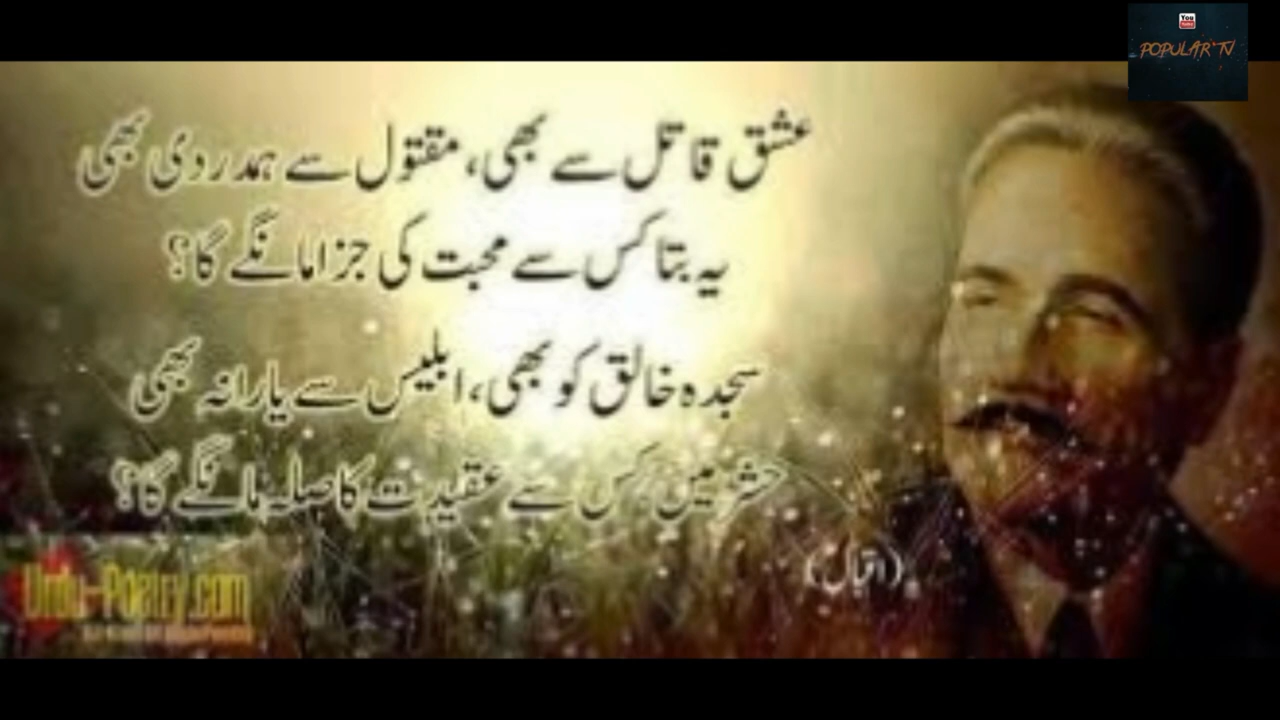 You
Tube
POPULAR TV
عشق قاتل سے بھی، مقتول سے ہمدردی بھی
یہ بتا کس سے محبت کی جزا مانگے گا؟
سجدہ خالق کو بھی، ابلیس سے یارانہ بھی
حشر میں کس سے عقیدت کا صلہ مانگے گا؟
(اقبال)
Urdu-Poetry.com